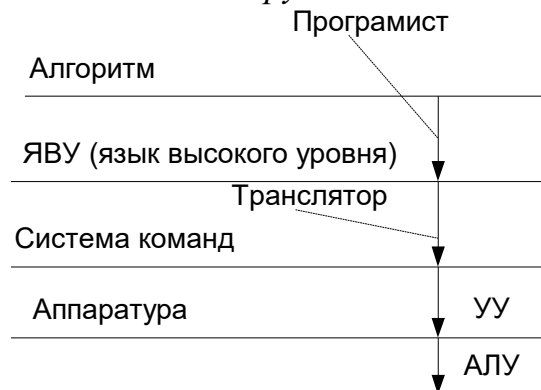 Програмист
Алгоритм
ЯВУ (язык высокого уровня)
Транслятор
Система команд
Аппаратура
УУ
АЛУ